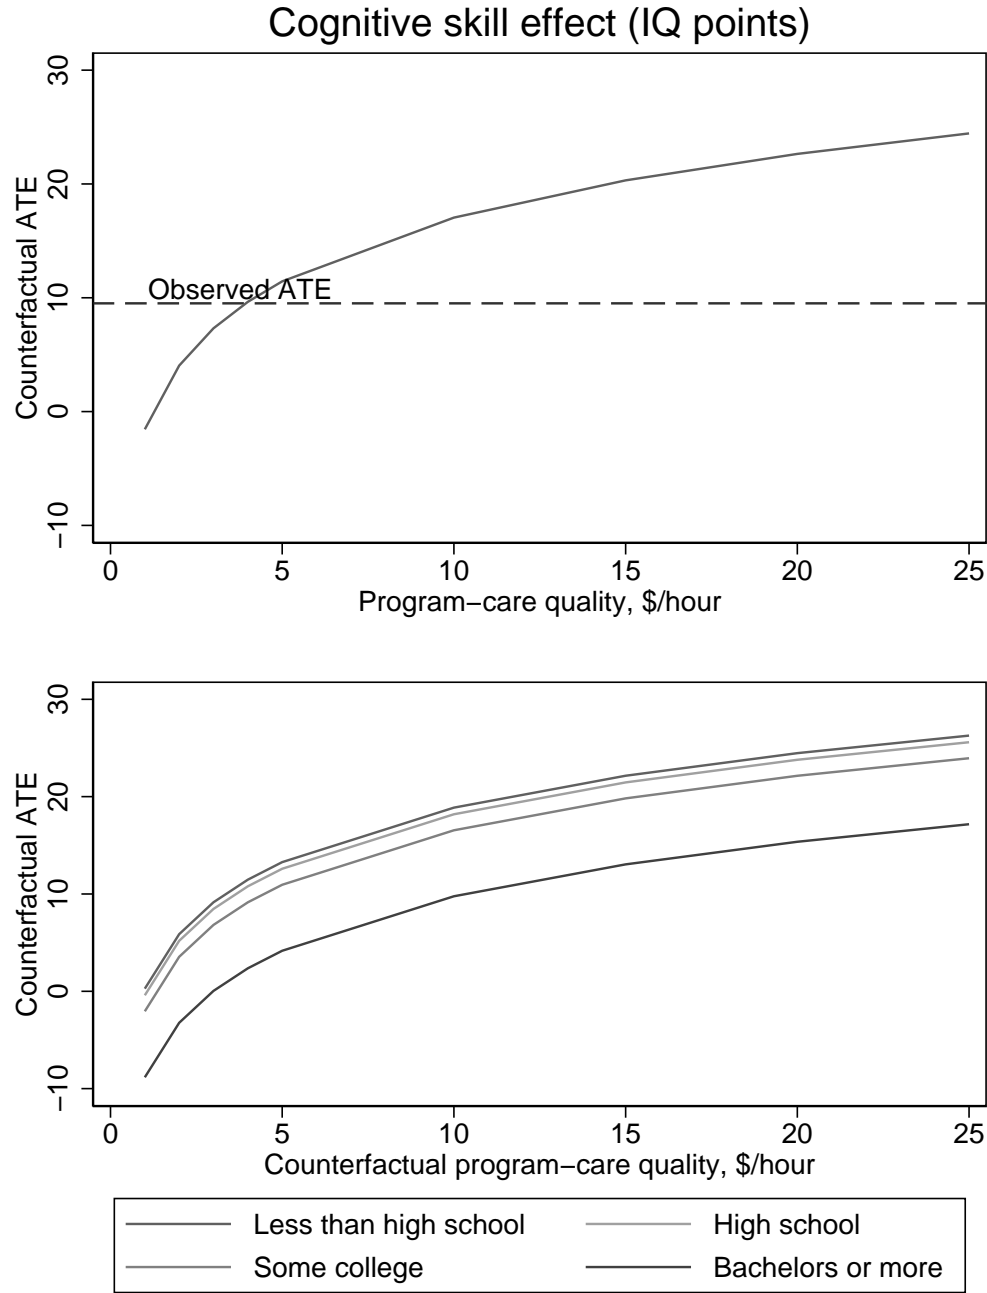 Cognitive skill effect (IQ points)
30
20
10
0
−10
Counterfactual ATE
Observed ATE
0 5 10 15 20 25
Program−care quality, $/hour
30
20
10
0
−10
Counterfactual ATE
0 5 10 15 20 25
Counterfactual program−care quality, $/hour
Less than high school High school
Some college Bachelors or more